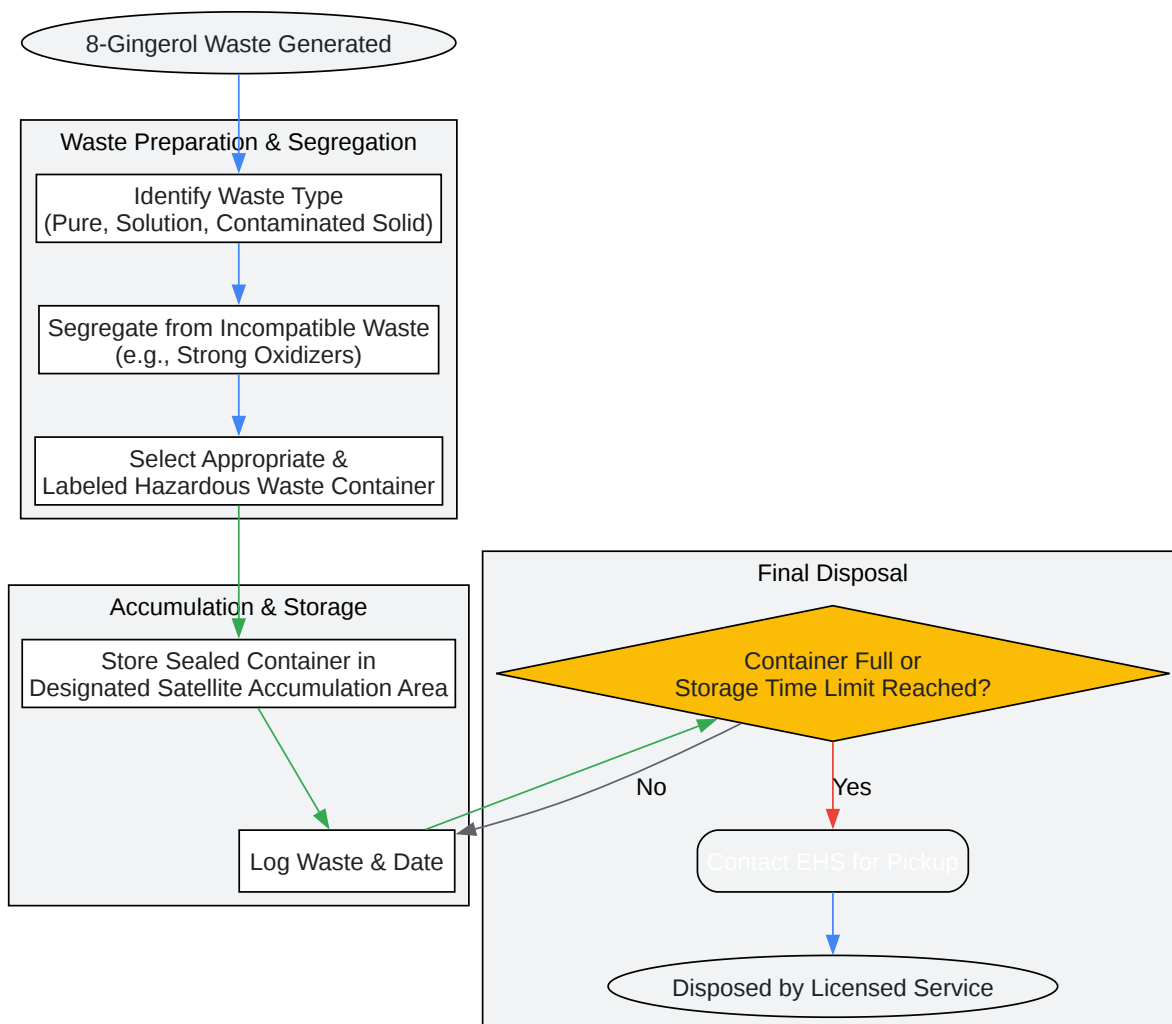 8-Gingerol Waste Generated
Waste Preparation & Segregation
Identify Waste Type
(Pure, Solution, Contaminated Solid)
Segregate from Incompatible Waste
(e.g., Strong Oxidizers)
Select Appropriate &
Labeled Hazardous Waste Container
Accumulation & Storage
Store Sealed Container in
Designated Satellite Accumulation Area
Log Waste & Date
Final Disposal
Container Full or
Storage Time Limit Reached?
No
Yes
Contact EHS for Pickup
Disposed by Licensed Service